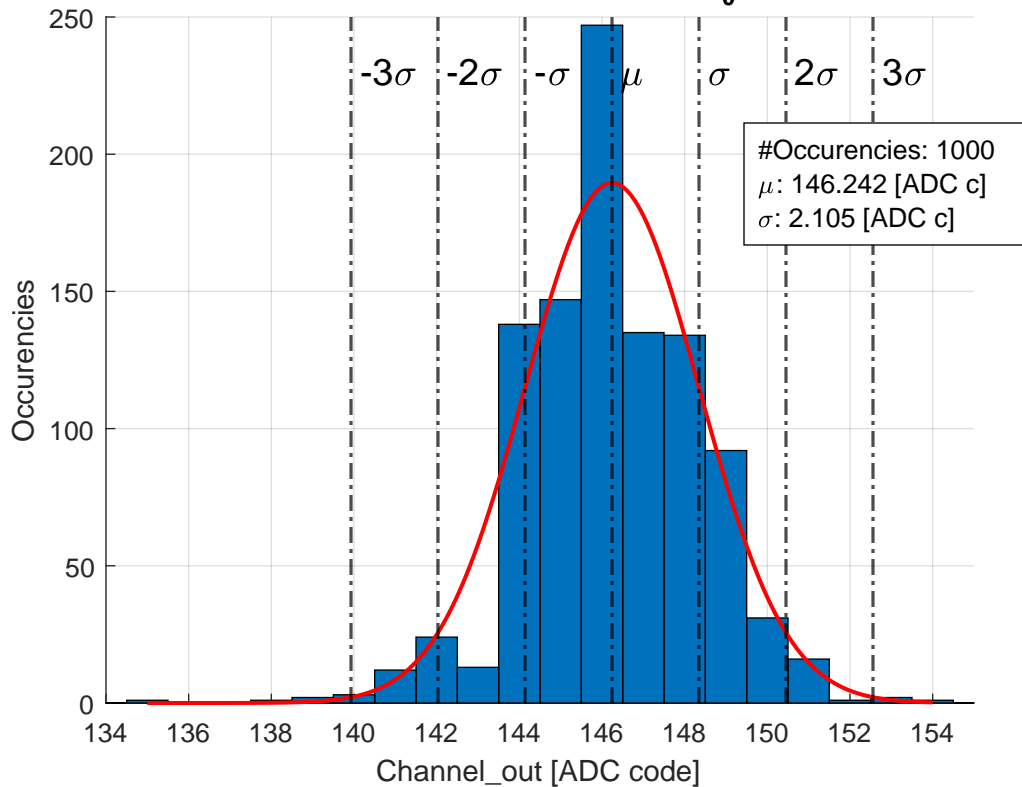 250
200
150
100
50
0
-3σ -2σ -σ μ σ 2σ 3σ
#Occurencies: 1000
μ: 146.242 [ADC c]
σ: 2.105 [ADC c]
Occurencies
134 136 138 140 142 144 146 148 150 152 154
Channel_out [ADC code]